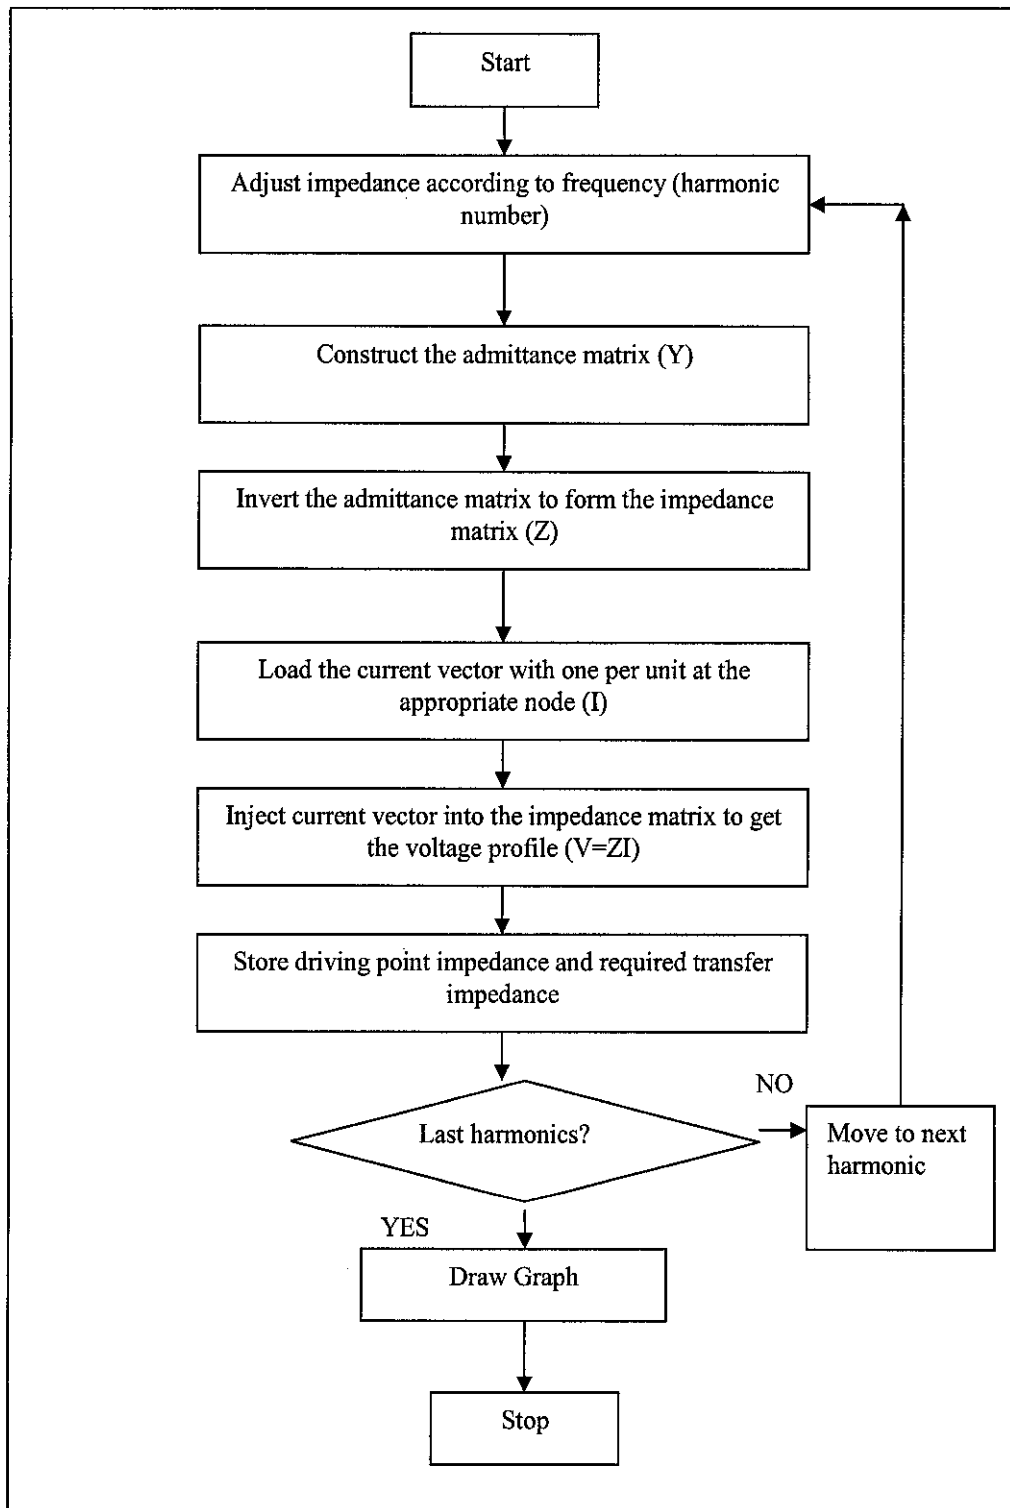 Start
Adjust impedance according to frequency (harmonic
number)
Construct the admittance matrix (Y)
Invert the admittance matrix to form the impedance
matrix (Z)
Load the current vector with one per unit at the
appropriate node (I)
Inject current vector into the impedance matrix to get
the voltage profile (V=ZI)
Store driving point impedance and required transfer
impedance
Last harmonics?
NO
Move to next
harmonic
YES
Draw Graph
Stop